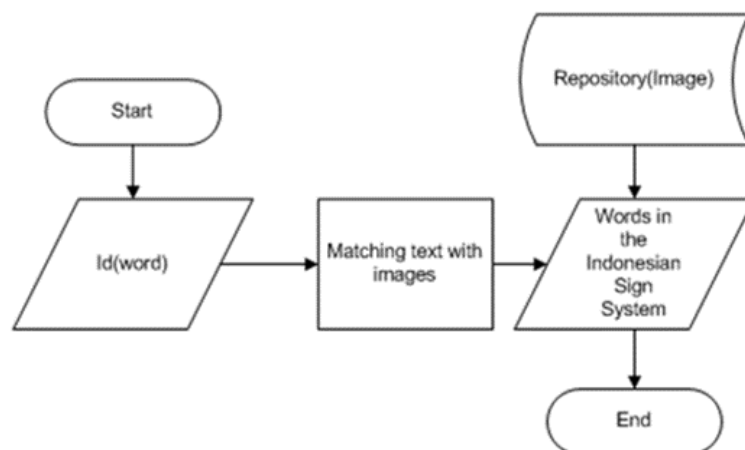 Start
Id(word)
Matching text with
images
Repository(Image)
Words in
the
Indonesian
Sign
System
End